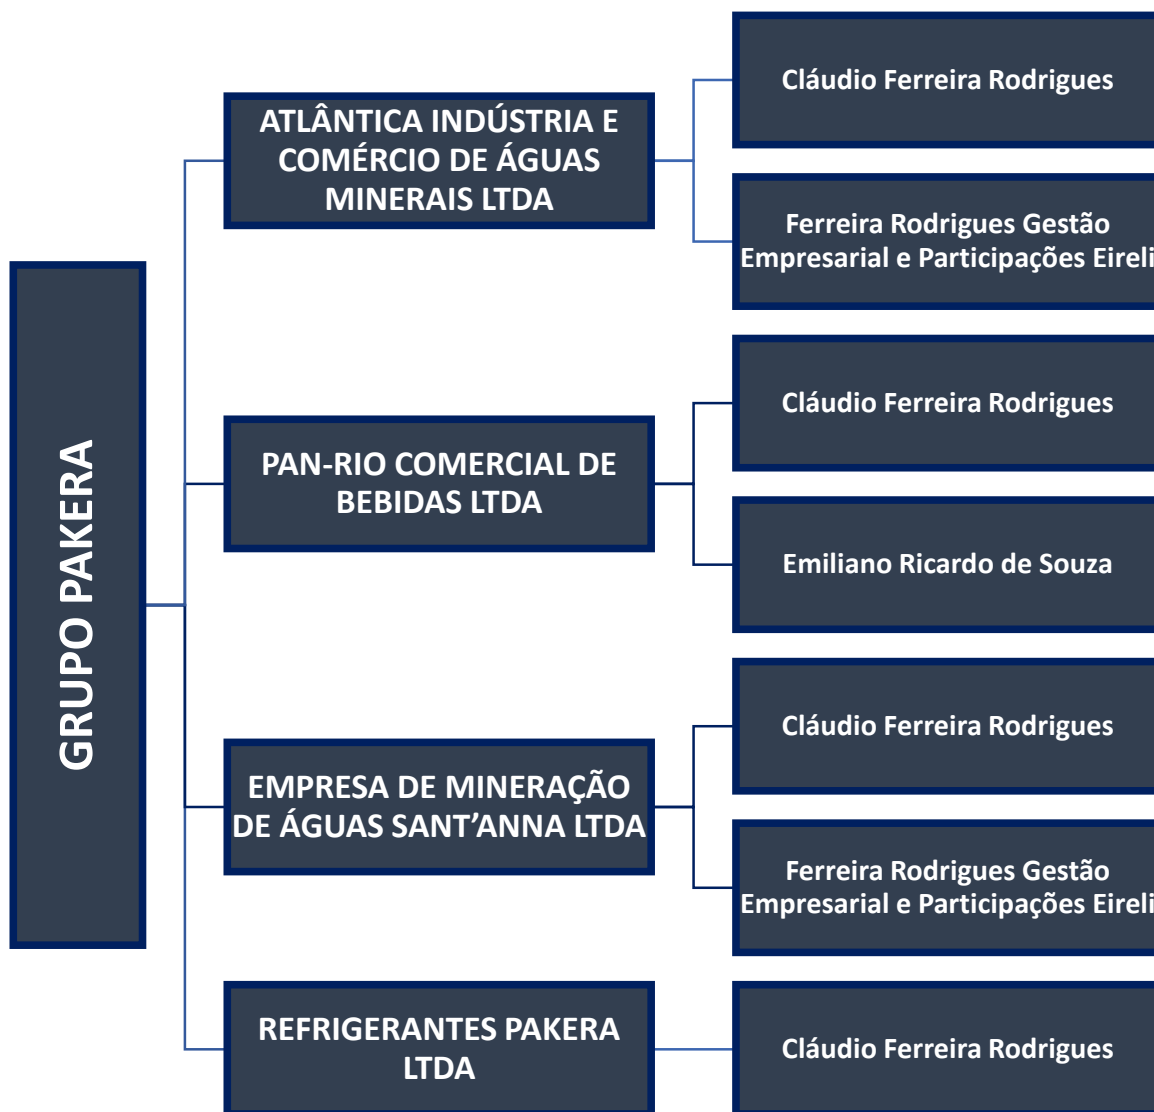 GRUPO PAKERA
ATLÂNTICA INDÚSTRIA E
COMÉRCIO DE ÁGUAS
MINERAIS LTDA
Cláudio Ferreira Rodrigues
Ferreira Rodrigues Gestão
Empresarial e Participações Eireli
PAN-RIO COMERCIAL DE
BEBIDAS LTDA
Cláudio Ferreira Rodrigues
Emiliano Ricardo de Souza
EMPRESA DE MINERAÇÃO
DE ÁGUAS SANT’ANNA LTDA
Cláudio Ferreira Rodrigues
Ferreira Rodrigues Gestão
Empresarial e Participações Eireli
REFRIGERANTES PAKERA
LTDA
Cláudio Ferreira Rodrigues